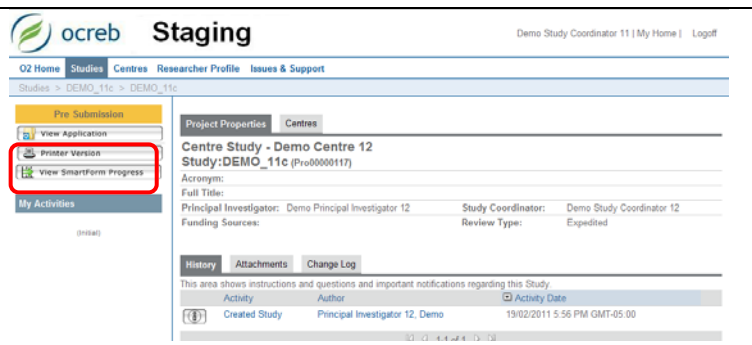 ocreb Staging
Demo Study Coordinator 11 | My Home | Logoff
O2 Home Studies Centres Researcher Profile Issues & Support
Studies > DEMO_11c > DEMO_11c
Pre Submission
View Application
Printer Version
View SmartForm Progress
My Activities
(Initial)
Project Properties Centres
Centre Study - Demo Centre 12
Study:DEMO_11c (Pro00000117)
Acronym:
Full Title:
Principal Investigator: Demo Principal Investigator 12 Study Coordinator: Demo Study Coordinator 12
Funding Sources: Review Type: Expedited
History Attachments Change Log
This area shows instructions and questions and important notifications regarding this Study.
Activity Author Activity Date
Created Study Principal Investigator 12, Demo 19/02/2011 5:56 PM GMT-05:00
1-1 of 1